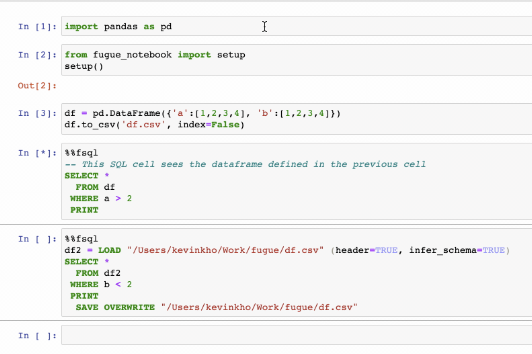 In [1]: import pandas as pd
In [2]: from fugue_notebook import setup
setup()
Out[2]:
In [3]: df = pd.DataFrame({'a':[1,2,3,4], 'b':[1,2,3,4]})
df.to_csv('df.csv', index=False)
In [*]: %%fsql
-- This SQL cell sees the dataframe defined in the previous cell
SELECT *
FROM df
WHERE a > 2
PRINT
In [ ]: %%fsql
df2 = LOAD "/Users/kevinkho/Work/fugue/df.csv" (header=TRUE, infer_schema=TRUE)
SELECT *
FROM df2
WHERE b < 2
PRINT
SAVE OVERWRITE "/Users/kevinkho/Work/fugue/df.csv"
In [ ]: